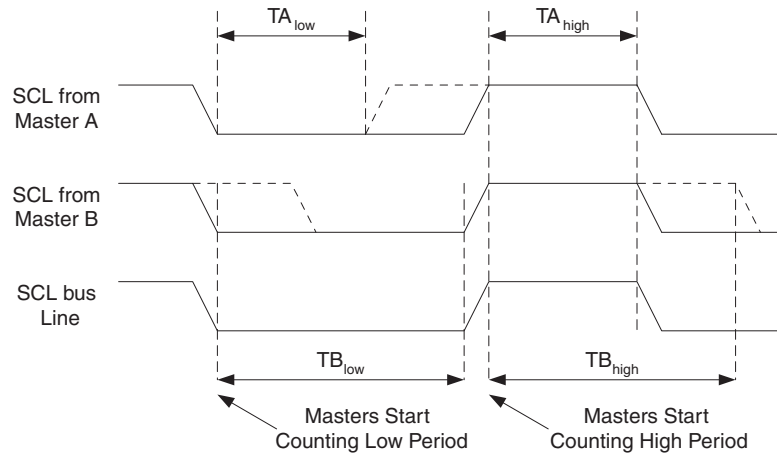 TA low
TA high
SCL from
Master A
SCL from
Master B
SCL bus
Line
TB low
TB high
Masters Start
Counting Low Period
Masters Start
Counting High Period